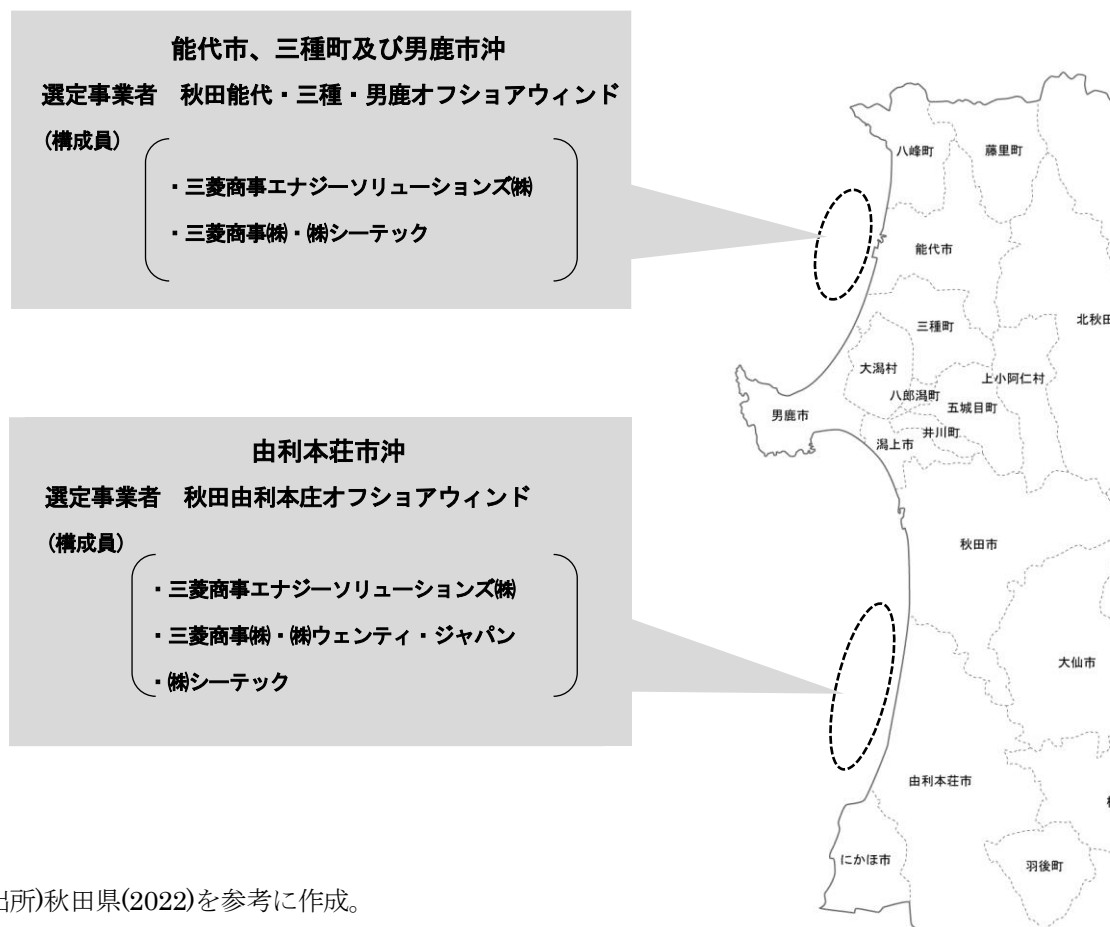 能代市、三種町及び男鹿市沖
選定事業者　秋田能代・三種・男鹿オフショアウィンド
(構成員)
・三菱商事エナジーソリューションズ㈱
・三菱商事㈱・㈱シーテック
由利本荘市沖
選定事業者　秋田由利本庄オフショアウィンド
(構成員)
・三菱商事エナジーソリューションズ㈱
・三菱商事㈱・㈱ウェンティ・ジャパン
・㈱シーテック
八峰町
藤里町
能代市
三種町
北秋田
大潟村
上小阿仁村
八郎潟町
五城目町
男鹿市
井川町
潟上市
秋田市
大仙市
由利本荘市
にかほ市
羽後町
出所)秋田県(2022)を参考に作成。